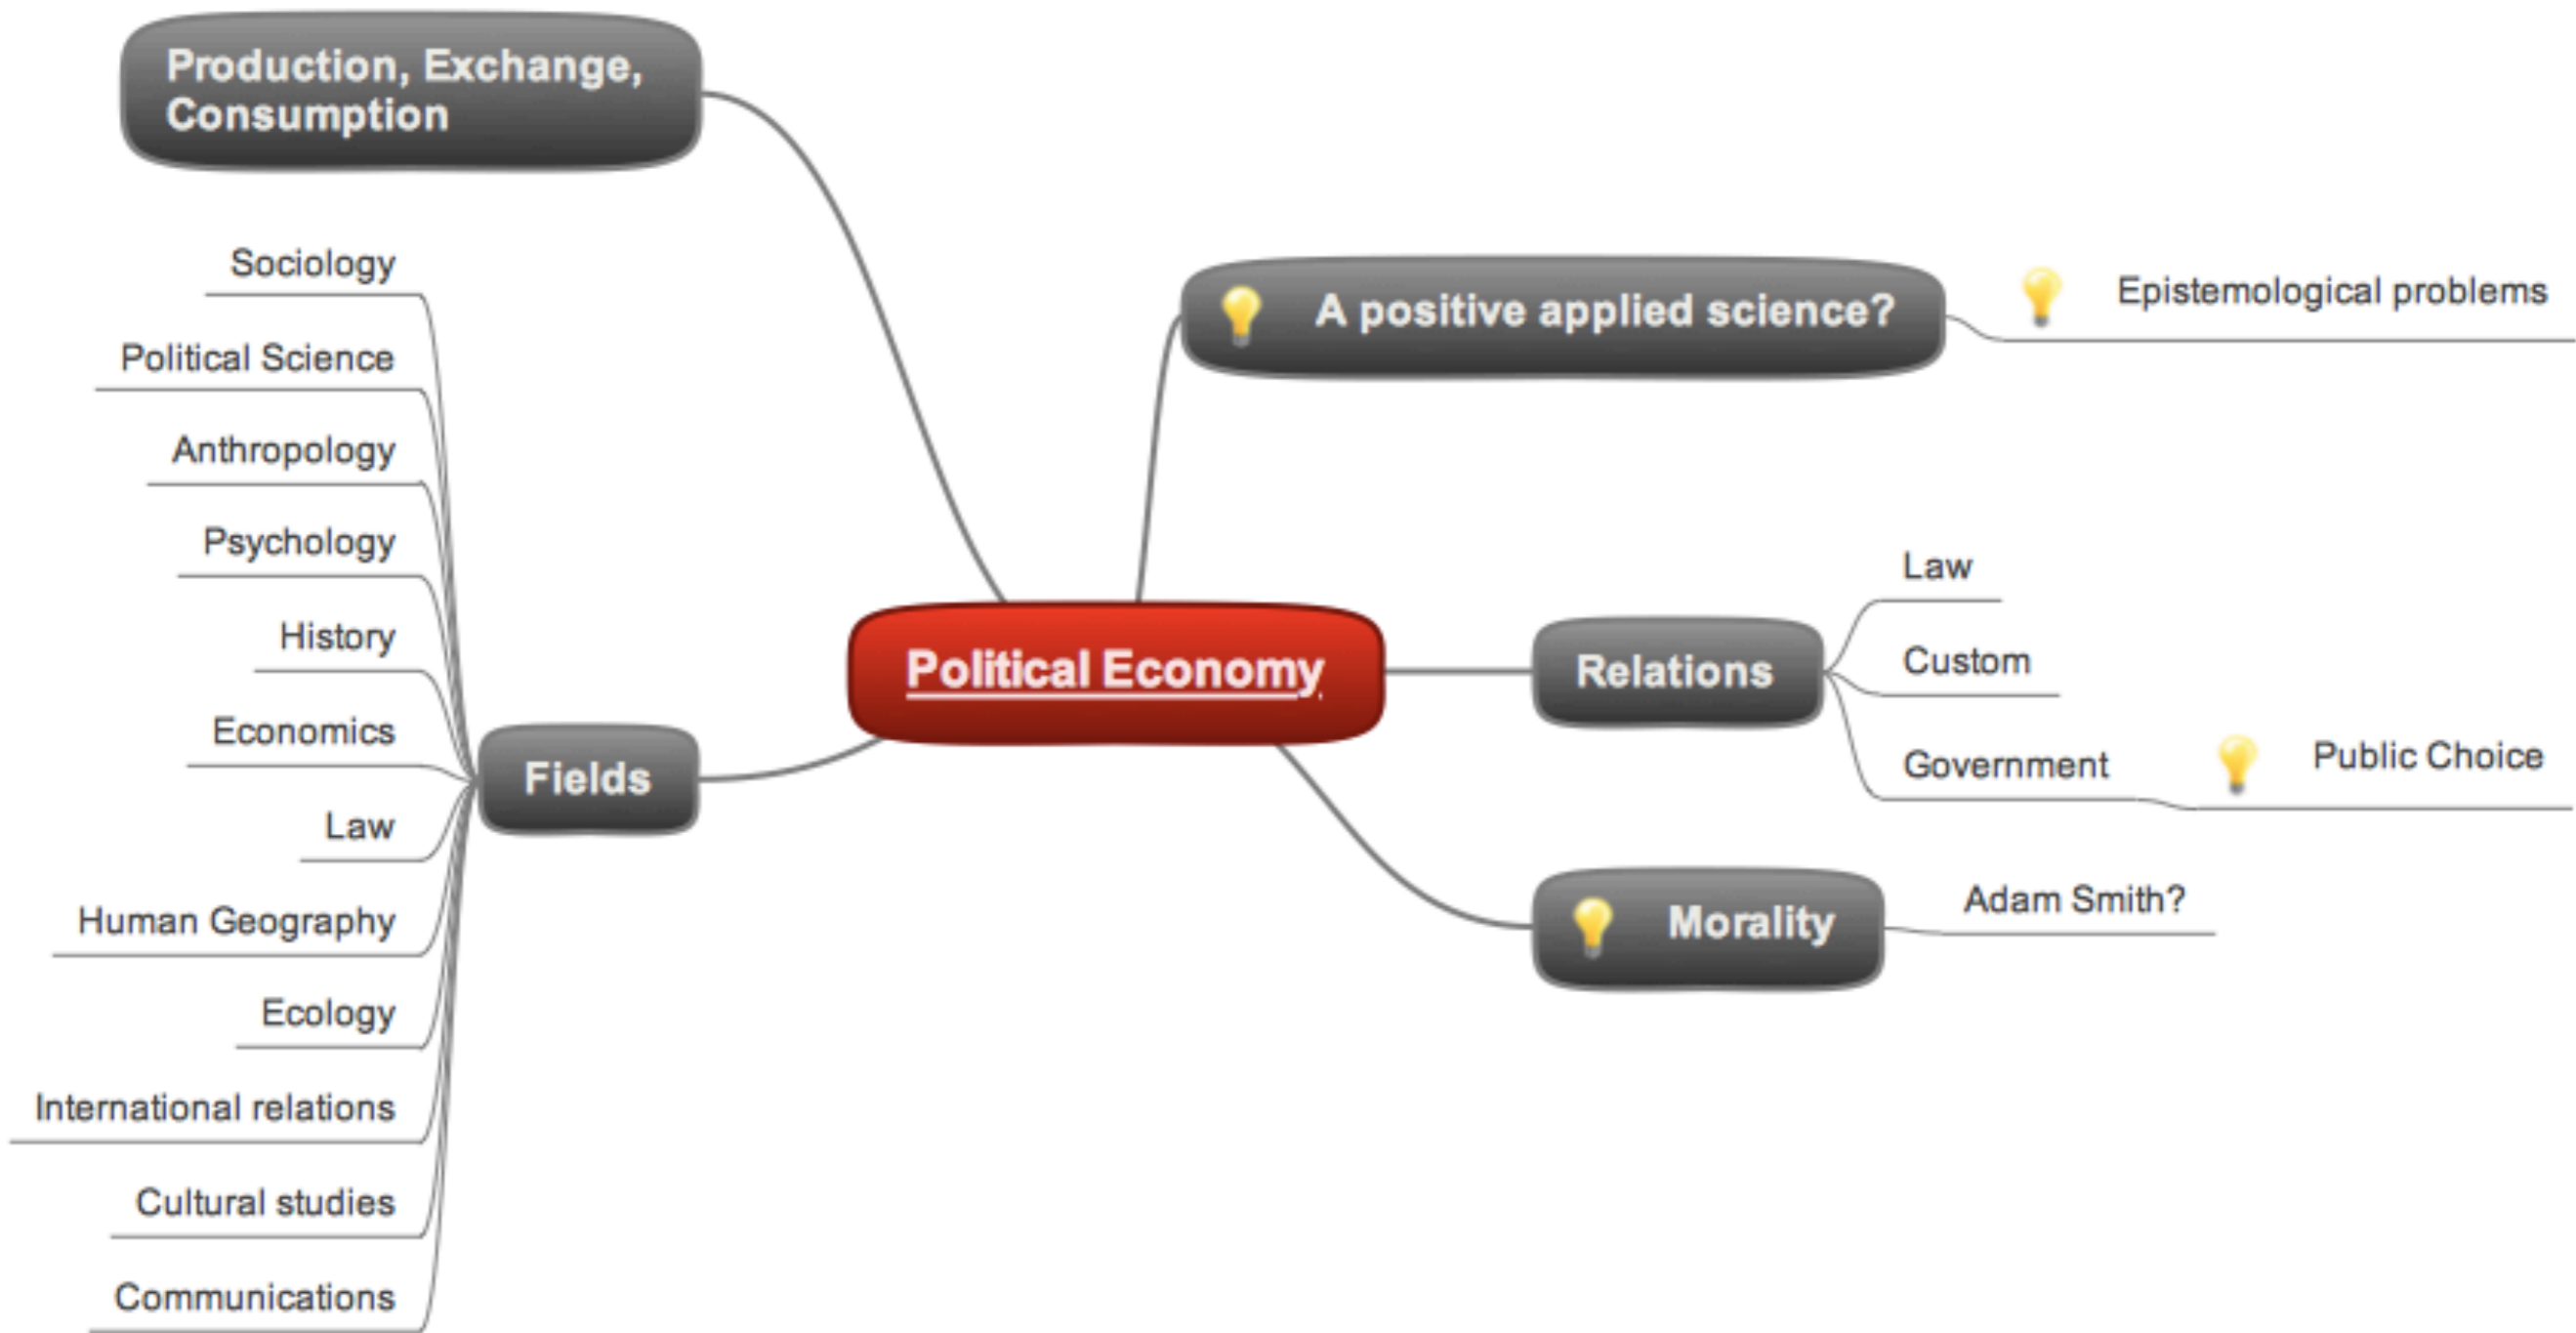 Production, Exchange,
Consumption
Sociology
Political Science
Anthropology
Psychology
History
Economics
Law
Human Geography
Ecology
International relations
Cultural studies
Communications
Fields
Political Economy
A positive applied science?
Epistemological problems
Relations
Law
Custom
Government
Public Choice
Morality
Adam Smith?